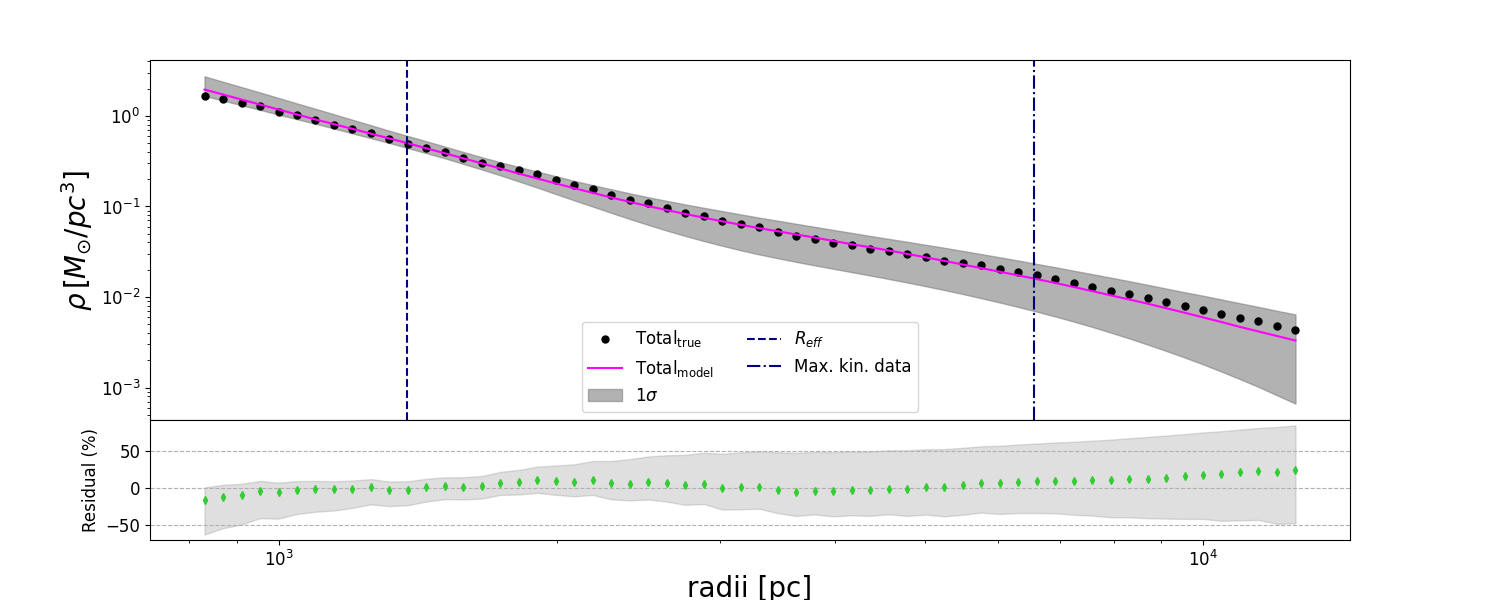 ρ [M⊙/pc³]
10⁰
10⁻¹
10⁻²
10⁻³
Total_true
Total_model
1σ
R_eff
Max. kin. data
Residual (%)
50
0
−50
10³
10⁴
radii [pc]